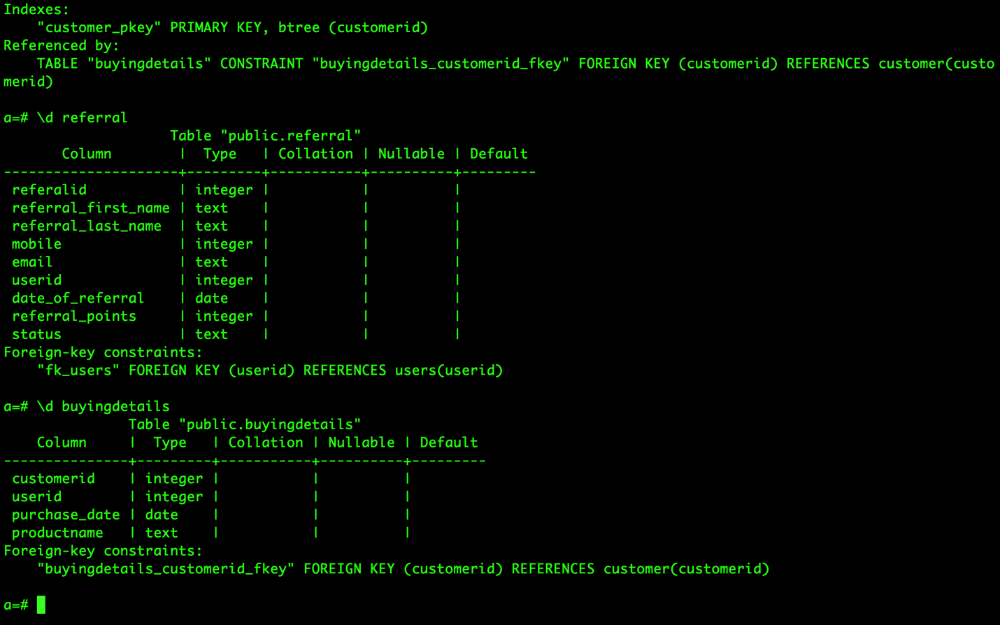 Indexes:
    "customer_pkey" PRIMARY KEY, btree (customerid)
Referenced by:
    TABLE "buyingdetails" CONSTRAINT "buyingdetails_customerid_fkey" FOREIGN KEY (customerid) REFERENCES customer(custo
merid)

a=# \d referral
                    Table "public.referral"
       Column        |  Type   | Collation | Nullable | Default
---------------------+---------+-----------+----------+---------
 referalid           | integer |           |          |
 referral_first_name | text    |           |          |
 referral_last_name  | text    |           |          |
 mobile              | integer |           |          |
 email               | text    |           |          |
 userid              | integer |           |          |
 date_of_referral    | date    |           |          |
 referral_points     | integer |           |          |
 status              | text    |           |          |
Foreign-key constraints:
    "fk_users" FOREIGN KEY (userid) REFERENCES users(userid)

a=# \d buyingdetails
               Table "public.buyingdetails"
    Column     |  Type   | Collation | Nullable | Default
---------------+---------+-----------+----------+---------
 customerid    | integer |           |          |
 userid        | integer |           |          |
 purchase_date | date    |           |          |
 productname   | text    |           |          |
Foreign-key constraints:
    "buyingdetails_customerid_fkey" FOREIGN KEY (customerid) REFERENCES customer(customerid)

a=#